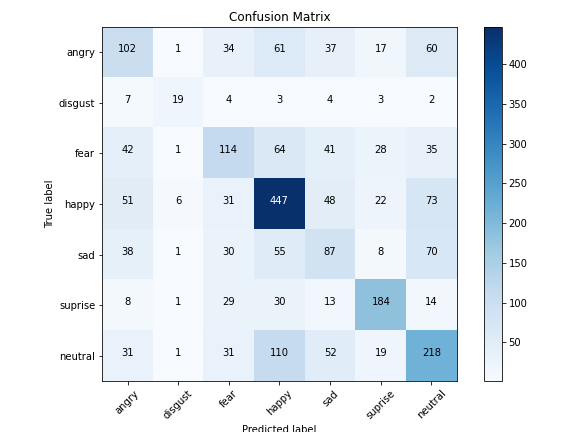 Confusion Matrix
angry 102 1 34 61 37 17 60
disgust 7 19 4 3 4 3 2
fear 42 1 114 64 41 28 35
happy 51 6 31 447 48 22 73
sad 38 1 30 55 87 8 70
suprise 8 1 29 30 13 184 14
neutral 31 1 31 110 52 19 218
True label
angry disgust fear happy sad suprise neutral
Predicted label
400
350
300
250
200
150
100
50